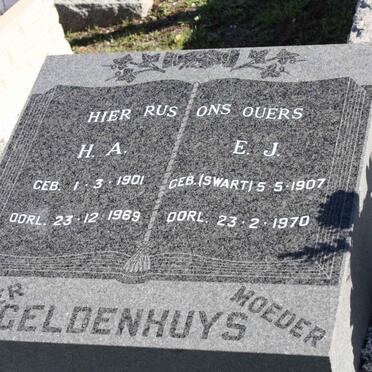 HIER RUS ONS OUERS
H. A.
GEB. 1·3·1901
OORL. 23·12·1969
E. J.
GEB. (SWART) 5·5·1907
OORL. 23·2·1970
MOEDER
GELDENHUYS